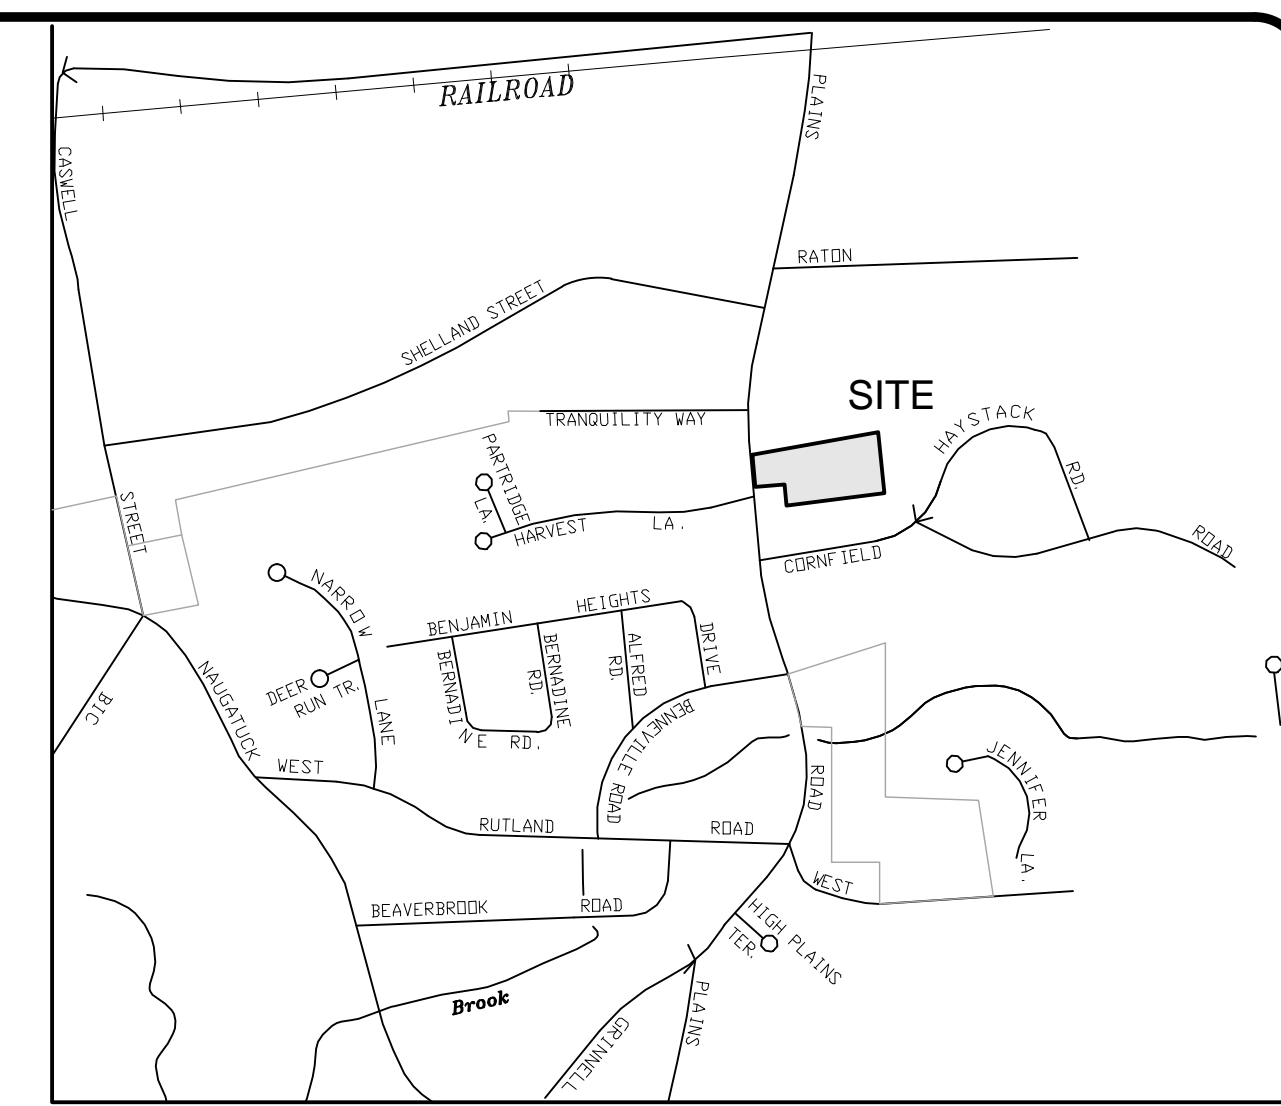 RAILROAD
PLAINS
CASWELL
RATON
SHELLAND STREET
SITE
TRANQUILITY WAY
HAYSTACK
RD.
PARTRIDGE
LA.
STREET
HARVEST LA.
CORNFIELD
ROAD
NARROW
LANE
BENJAMIN HEIGHTS
DRIVE
ALFRED
RD.
BERNADINE
RD.
BERNADINE RD.
DEER
RUN TR.
NAUGATUCK
BIC
BENNEVILLE ROAD
WEST
JENNIFER
LA.
ROAD
RUTLAND ROAD
WEST
BEAVERBROOK ROAD
HIGH PLAINS
TER.
Brook
PLAINS
GRINNELL